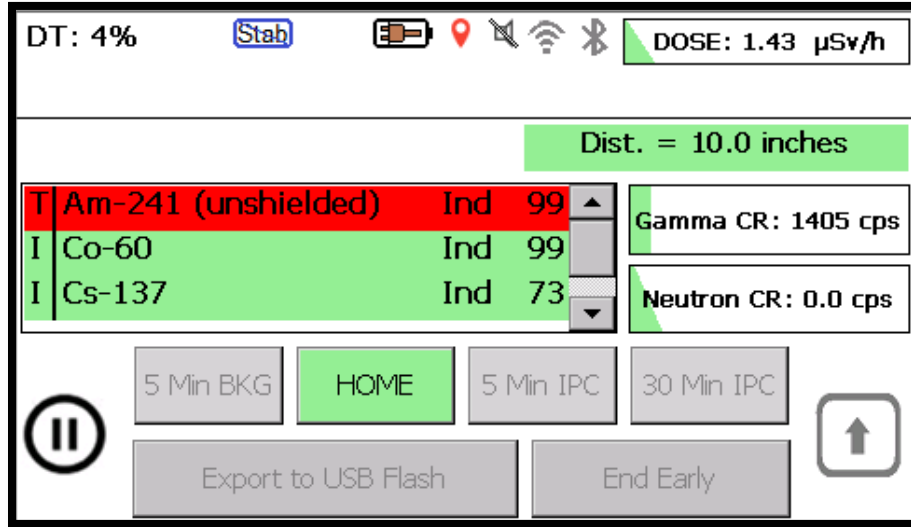 DT: 4% Stab DOSE: 1.43 µSv/h
Dist. = 10.0 inches
T Am-241 (unshielded) Ind 99
I Co-60 Ind 99
I Cs-137 Ind 73
Gamma CR: 1405 cps
Neutron CR: 0.0 cps
5 Min BKG HOME 5 Min IPC 30 Min IPC
Export to USB Flash End Early